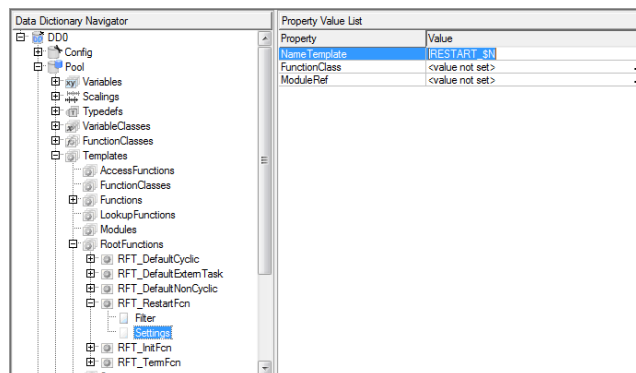 Data Dictionary Navigator
DD0
Config
Pool
Variables
Scalings
Typedefs
VariableClasses
FunctionClasses
Templates
AccessFunctions
FunctionClasses
Functions
LookupFunctions
Modules
RootFunctions
RFT_DefaultCyclic
RFT_DefaultExternTask
RFT_DefaultNonCyclic
RFT_RestartFcn
Filter
Settings
RFT_InitFcn
RFT_TermFcn
Property Value List
Property Value
NameTemplate RESTART_$N
FunctionClass <value not set>
ModuleRef <value not set>